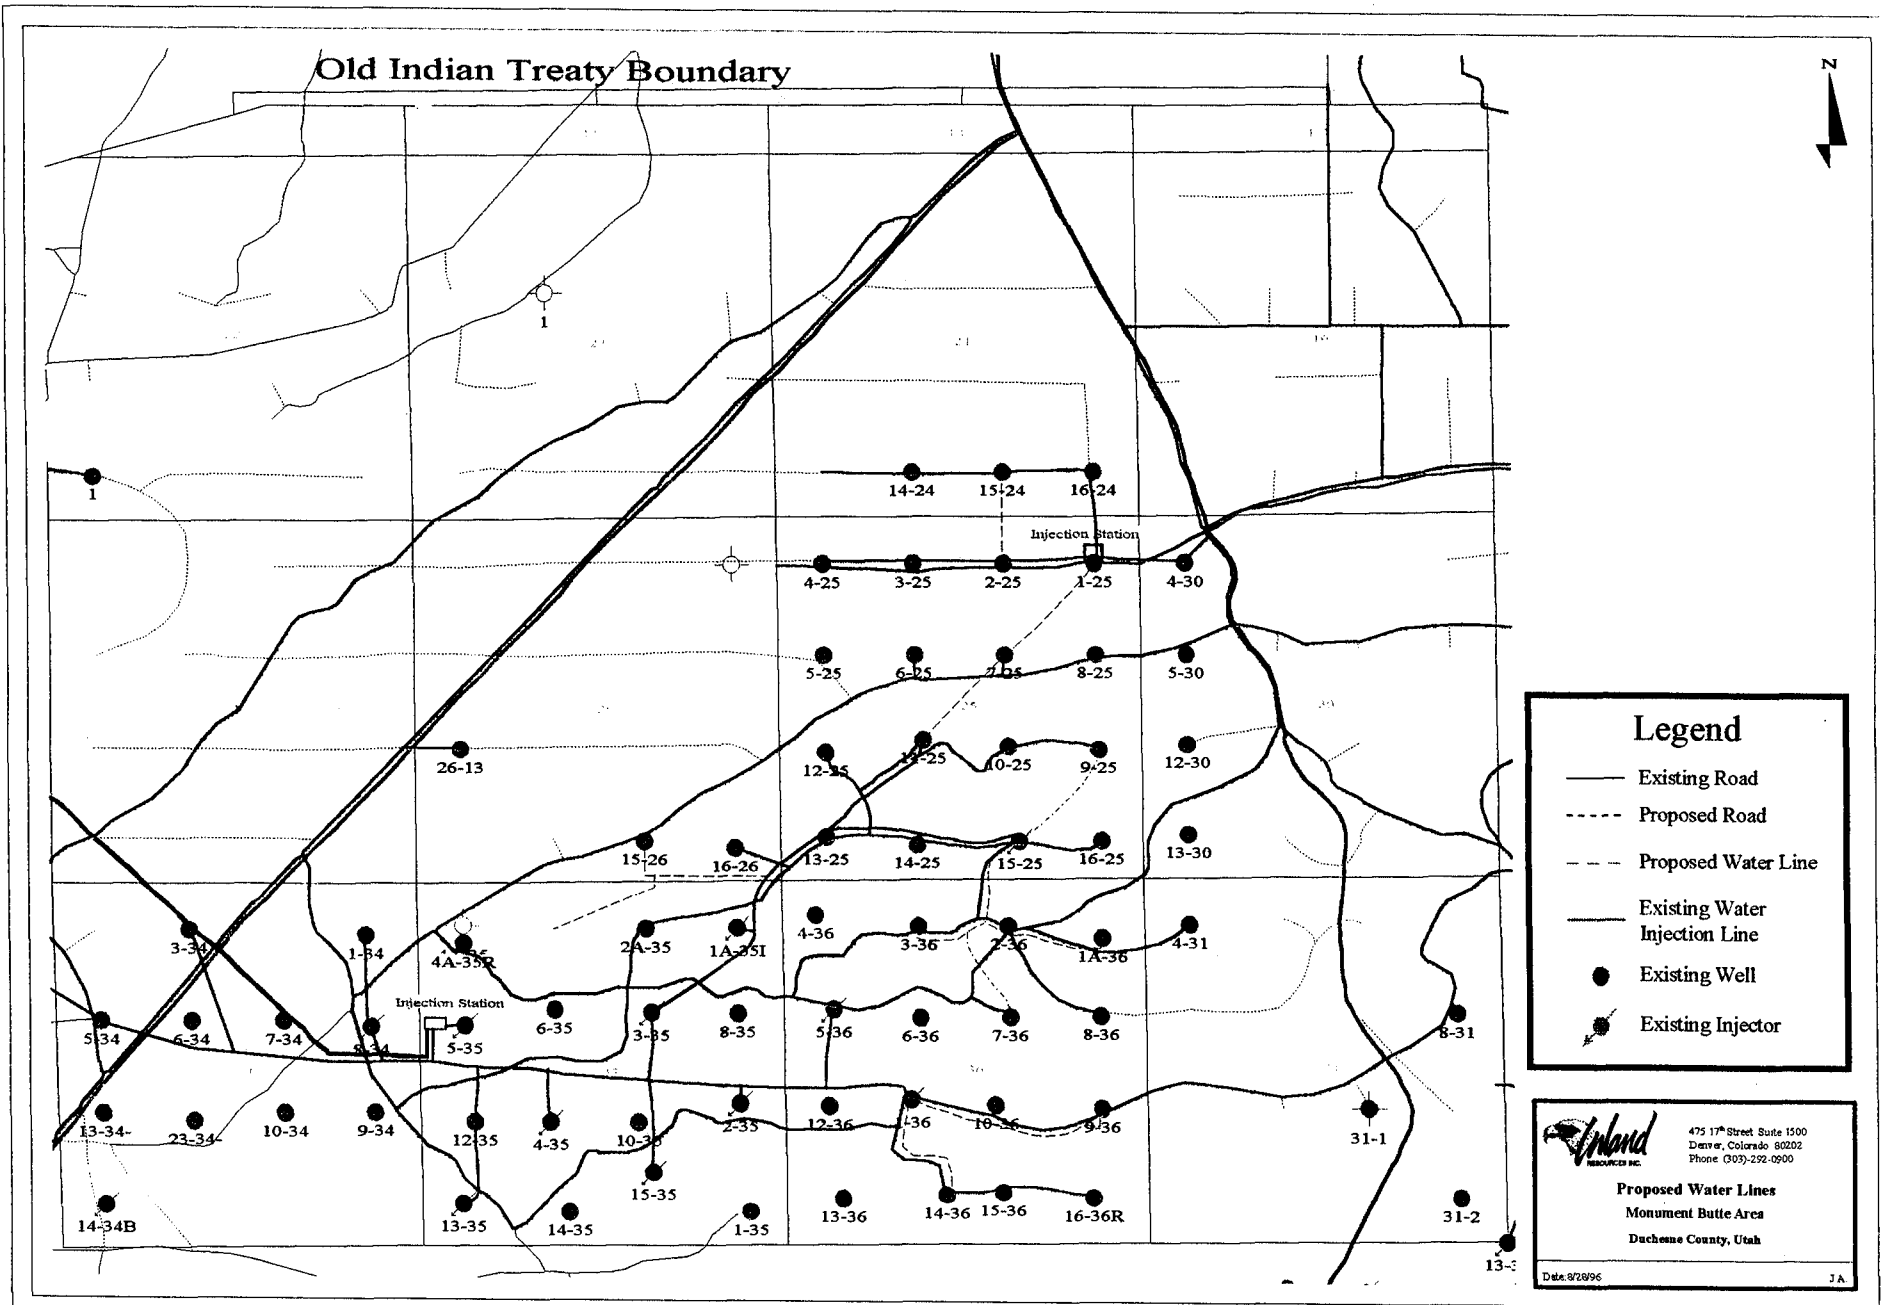 Old Indian Treaty Boundary
N
1
1
14-24
15-24
16-24
Injection Station
4-25
3-25
2-25
1-25
4-30
5-25
6-25
7-25
8-25
5-30
26-13
12-25
10-25
9-25
12-30
15-26
16-26
13-25
14-25
15-25
16-25
13-30
3-34
1-34
4A-35R
2A-35
1A-35I
4-36
3-36
2-36
1A-36
4-31
Injection Station
5-34
6-34
7-34
8-34
5-35
6-35
3-35
8-35
5-36
6-36
7-36
8-36
8-31
13-34-
23-34-
10-34
9-34
12-35
4-35
10-35
2-35
12-36
-36
10-36
9-36
31-1
14-34B
13-35
14-35
15-35
1-35
13-36
14-36
15-36
16-36R
31-2
Legend
Existing Road
Proposed Road
Proposed Water Line
Existing Water
Injection Line
Existing Well
Existing Injector
Inland
RESOURCES INC.
475 17th Street Suite 1500
Denver, Colorado 80202
Phone (303)-292-0900
Proposed Water Lines
Monument Butte Area
Duchesne County, Utah
Date: 8/28/96
J.A.